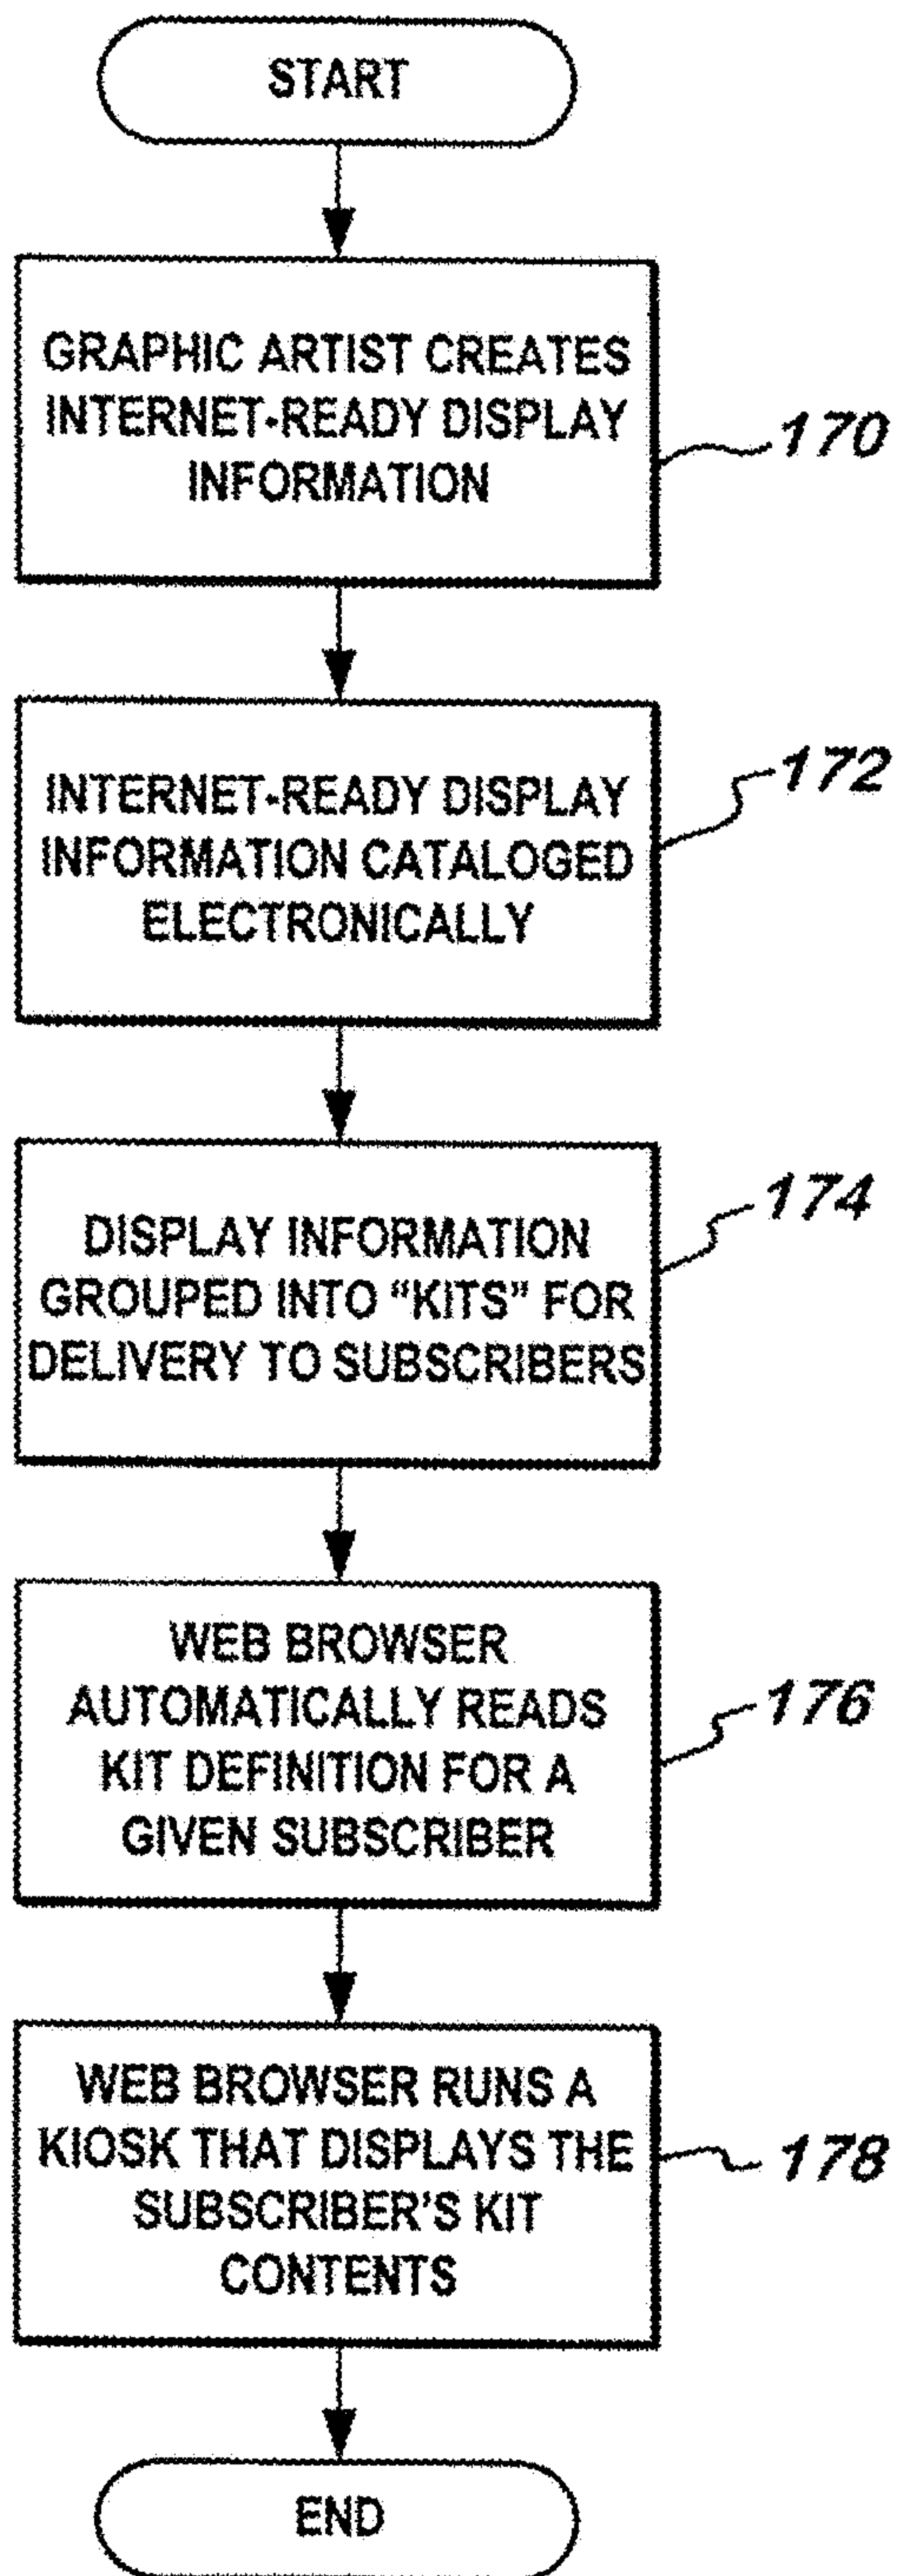 START
GRAPHIC ARTIST CREATES
INTERNET-READY DISPLAY
INFORMATION
170
INTERNET-READY DISPLAY
INFORMATION CATALOGED
ELECTRONICALLY
172
DISPLAY INFORMATION
GROUPED INTO “KITS” FOR
DELIVERY TO SUBSCRIBERS
174
WEB BROWSER
AUTOMATICALLY READS
KIT DEFINITION FOR A
GIVEN SUBSCRIBER
176
WEB BROWSER RUNS A
KIOSK THAT DISPLAYS THE
SUBSCRIBER’S KIT
CONTENTS
178
END